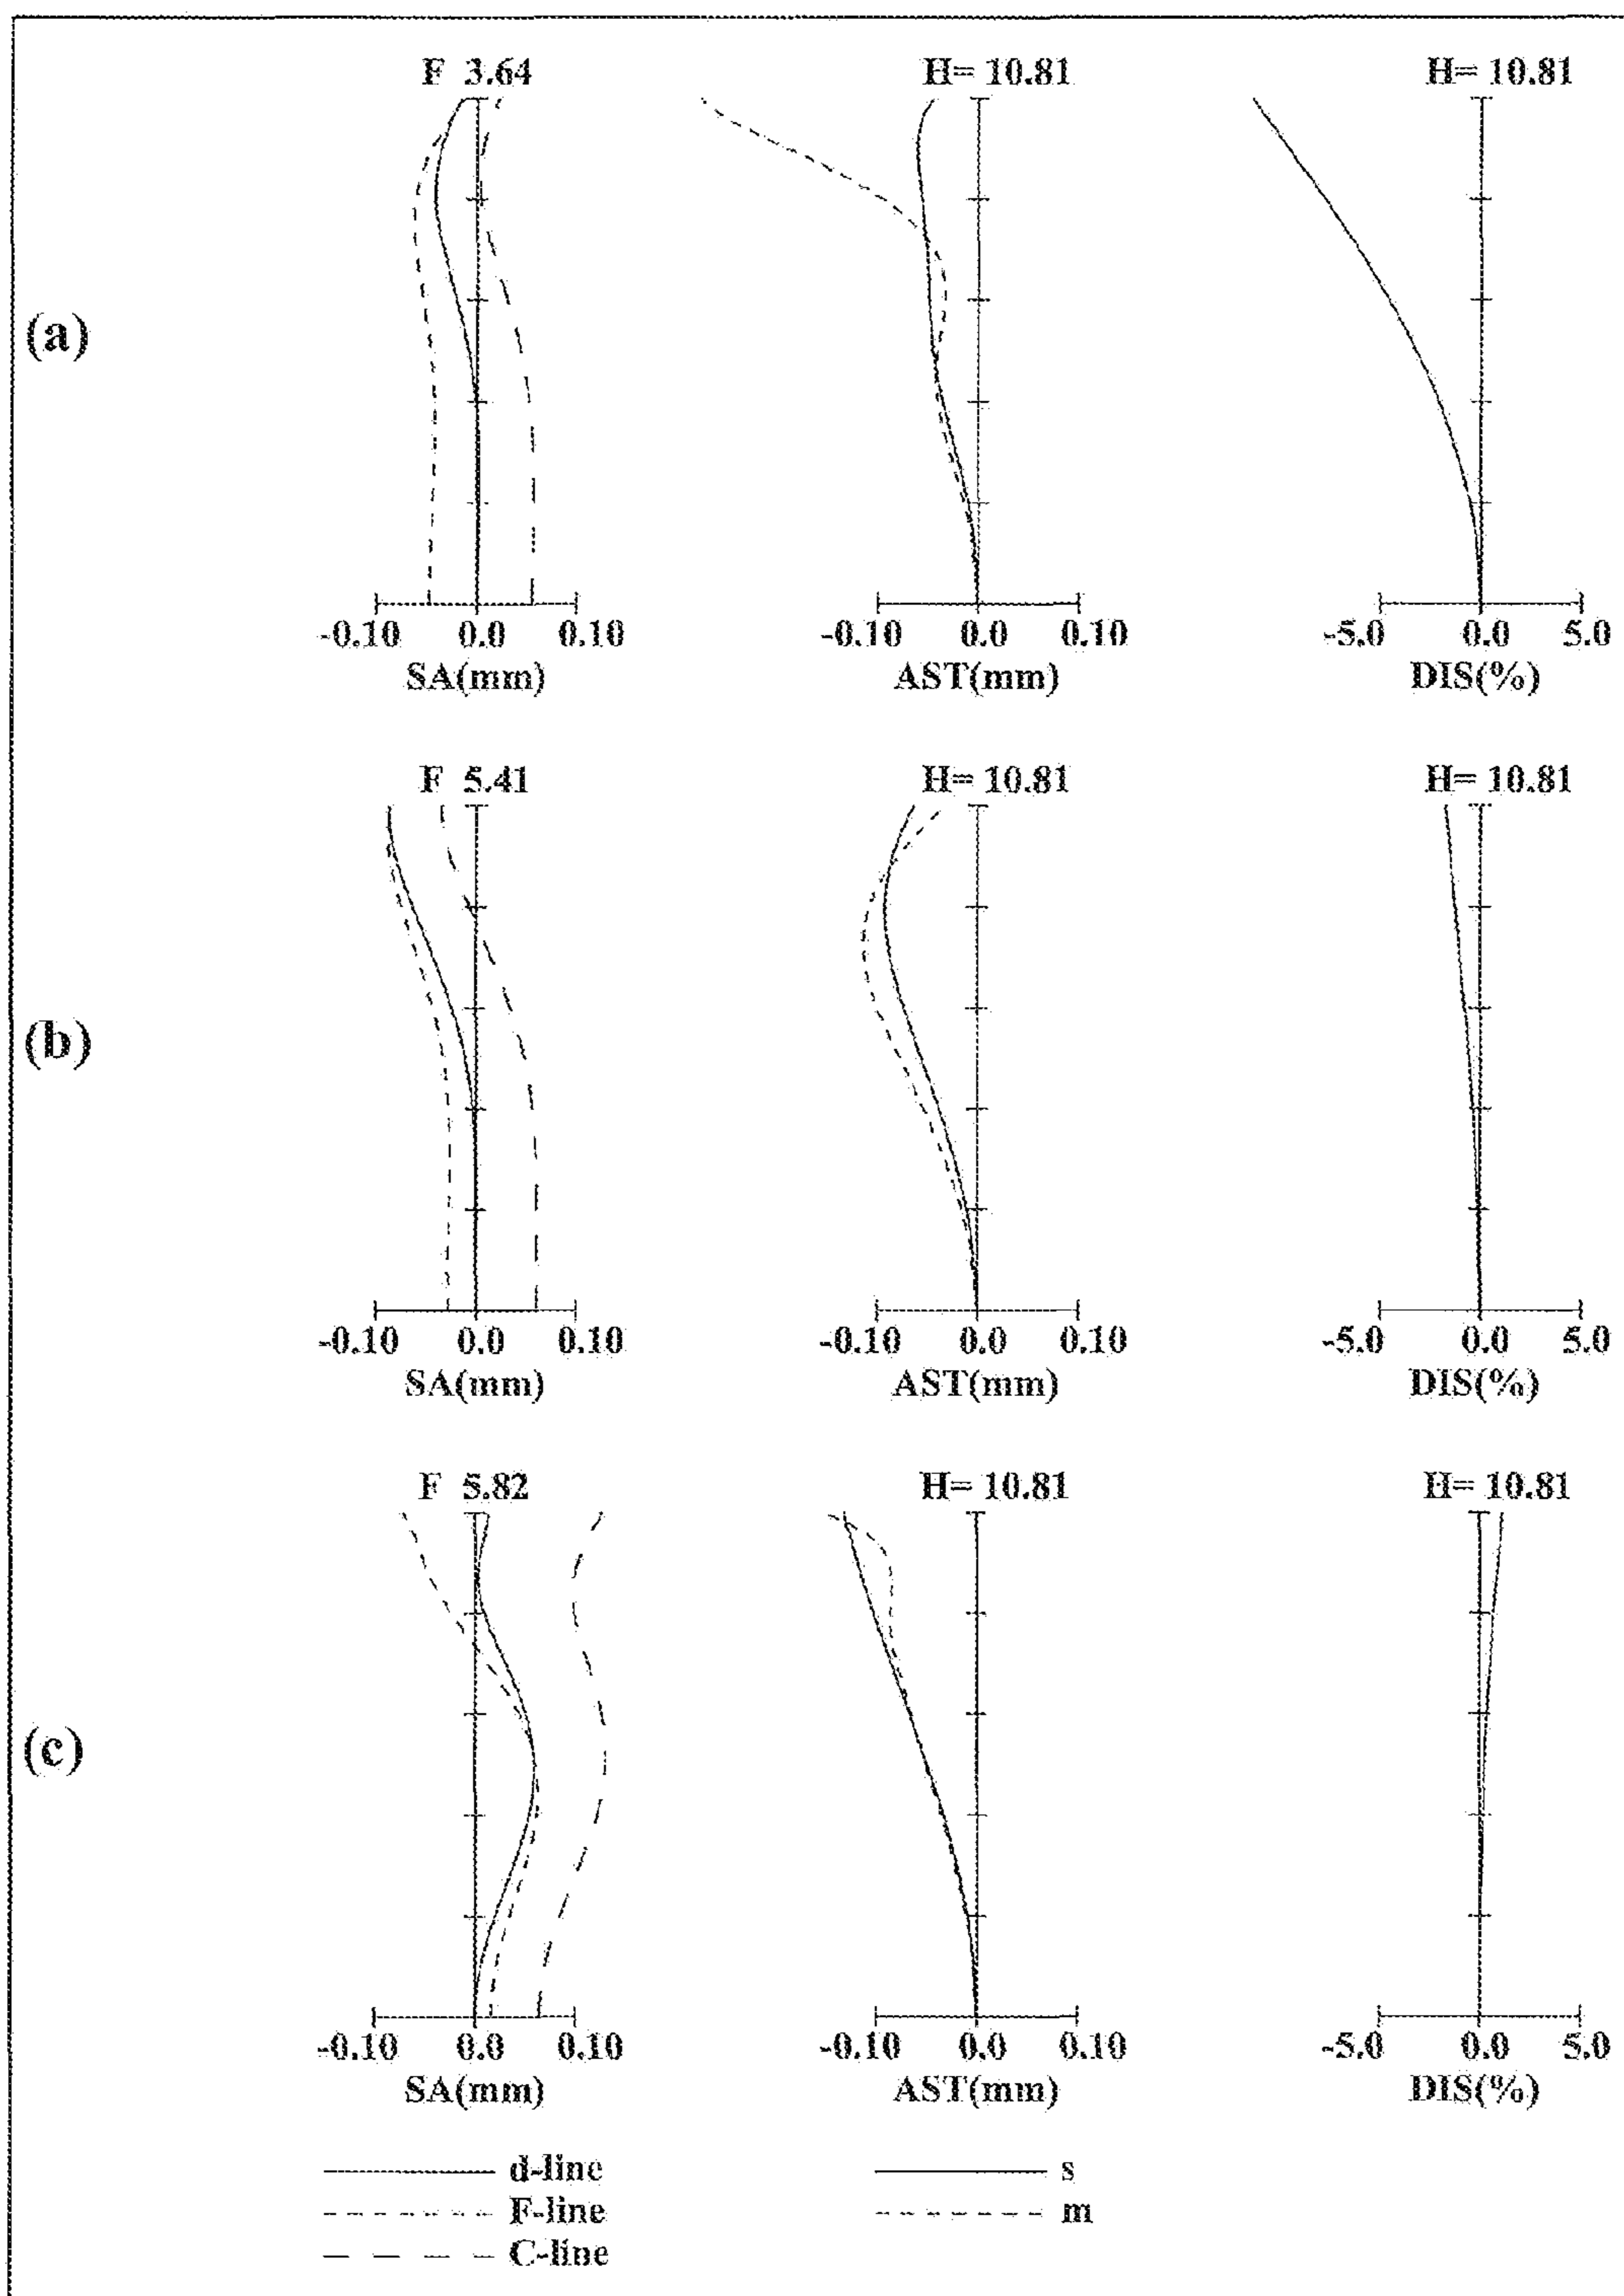 F 3.64 H= 10.81 H= 10.81
(a)
-0.10 0.0 0.10 -0.10 0.0 0.10 -5.0 0.0 5.0
SA(mm) AST(mm) DIS(%)
F 5.41 H= 10.81 H= 10.81
(b)
-0.10 0.0 0.10 -0.10 0.0 0.10 -5.0 0.0 5.0
SA(mm) AST(mm) DIS(%)
F 5.82 H= 10.81 H= 10.81
(c)
-0.10 0.0 0.10 -0.10 0.0 0.10 -5.0 0.0 5.0
SA(mm) AST(mm) DIS(%)
d-line s
F-line m
C-line